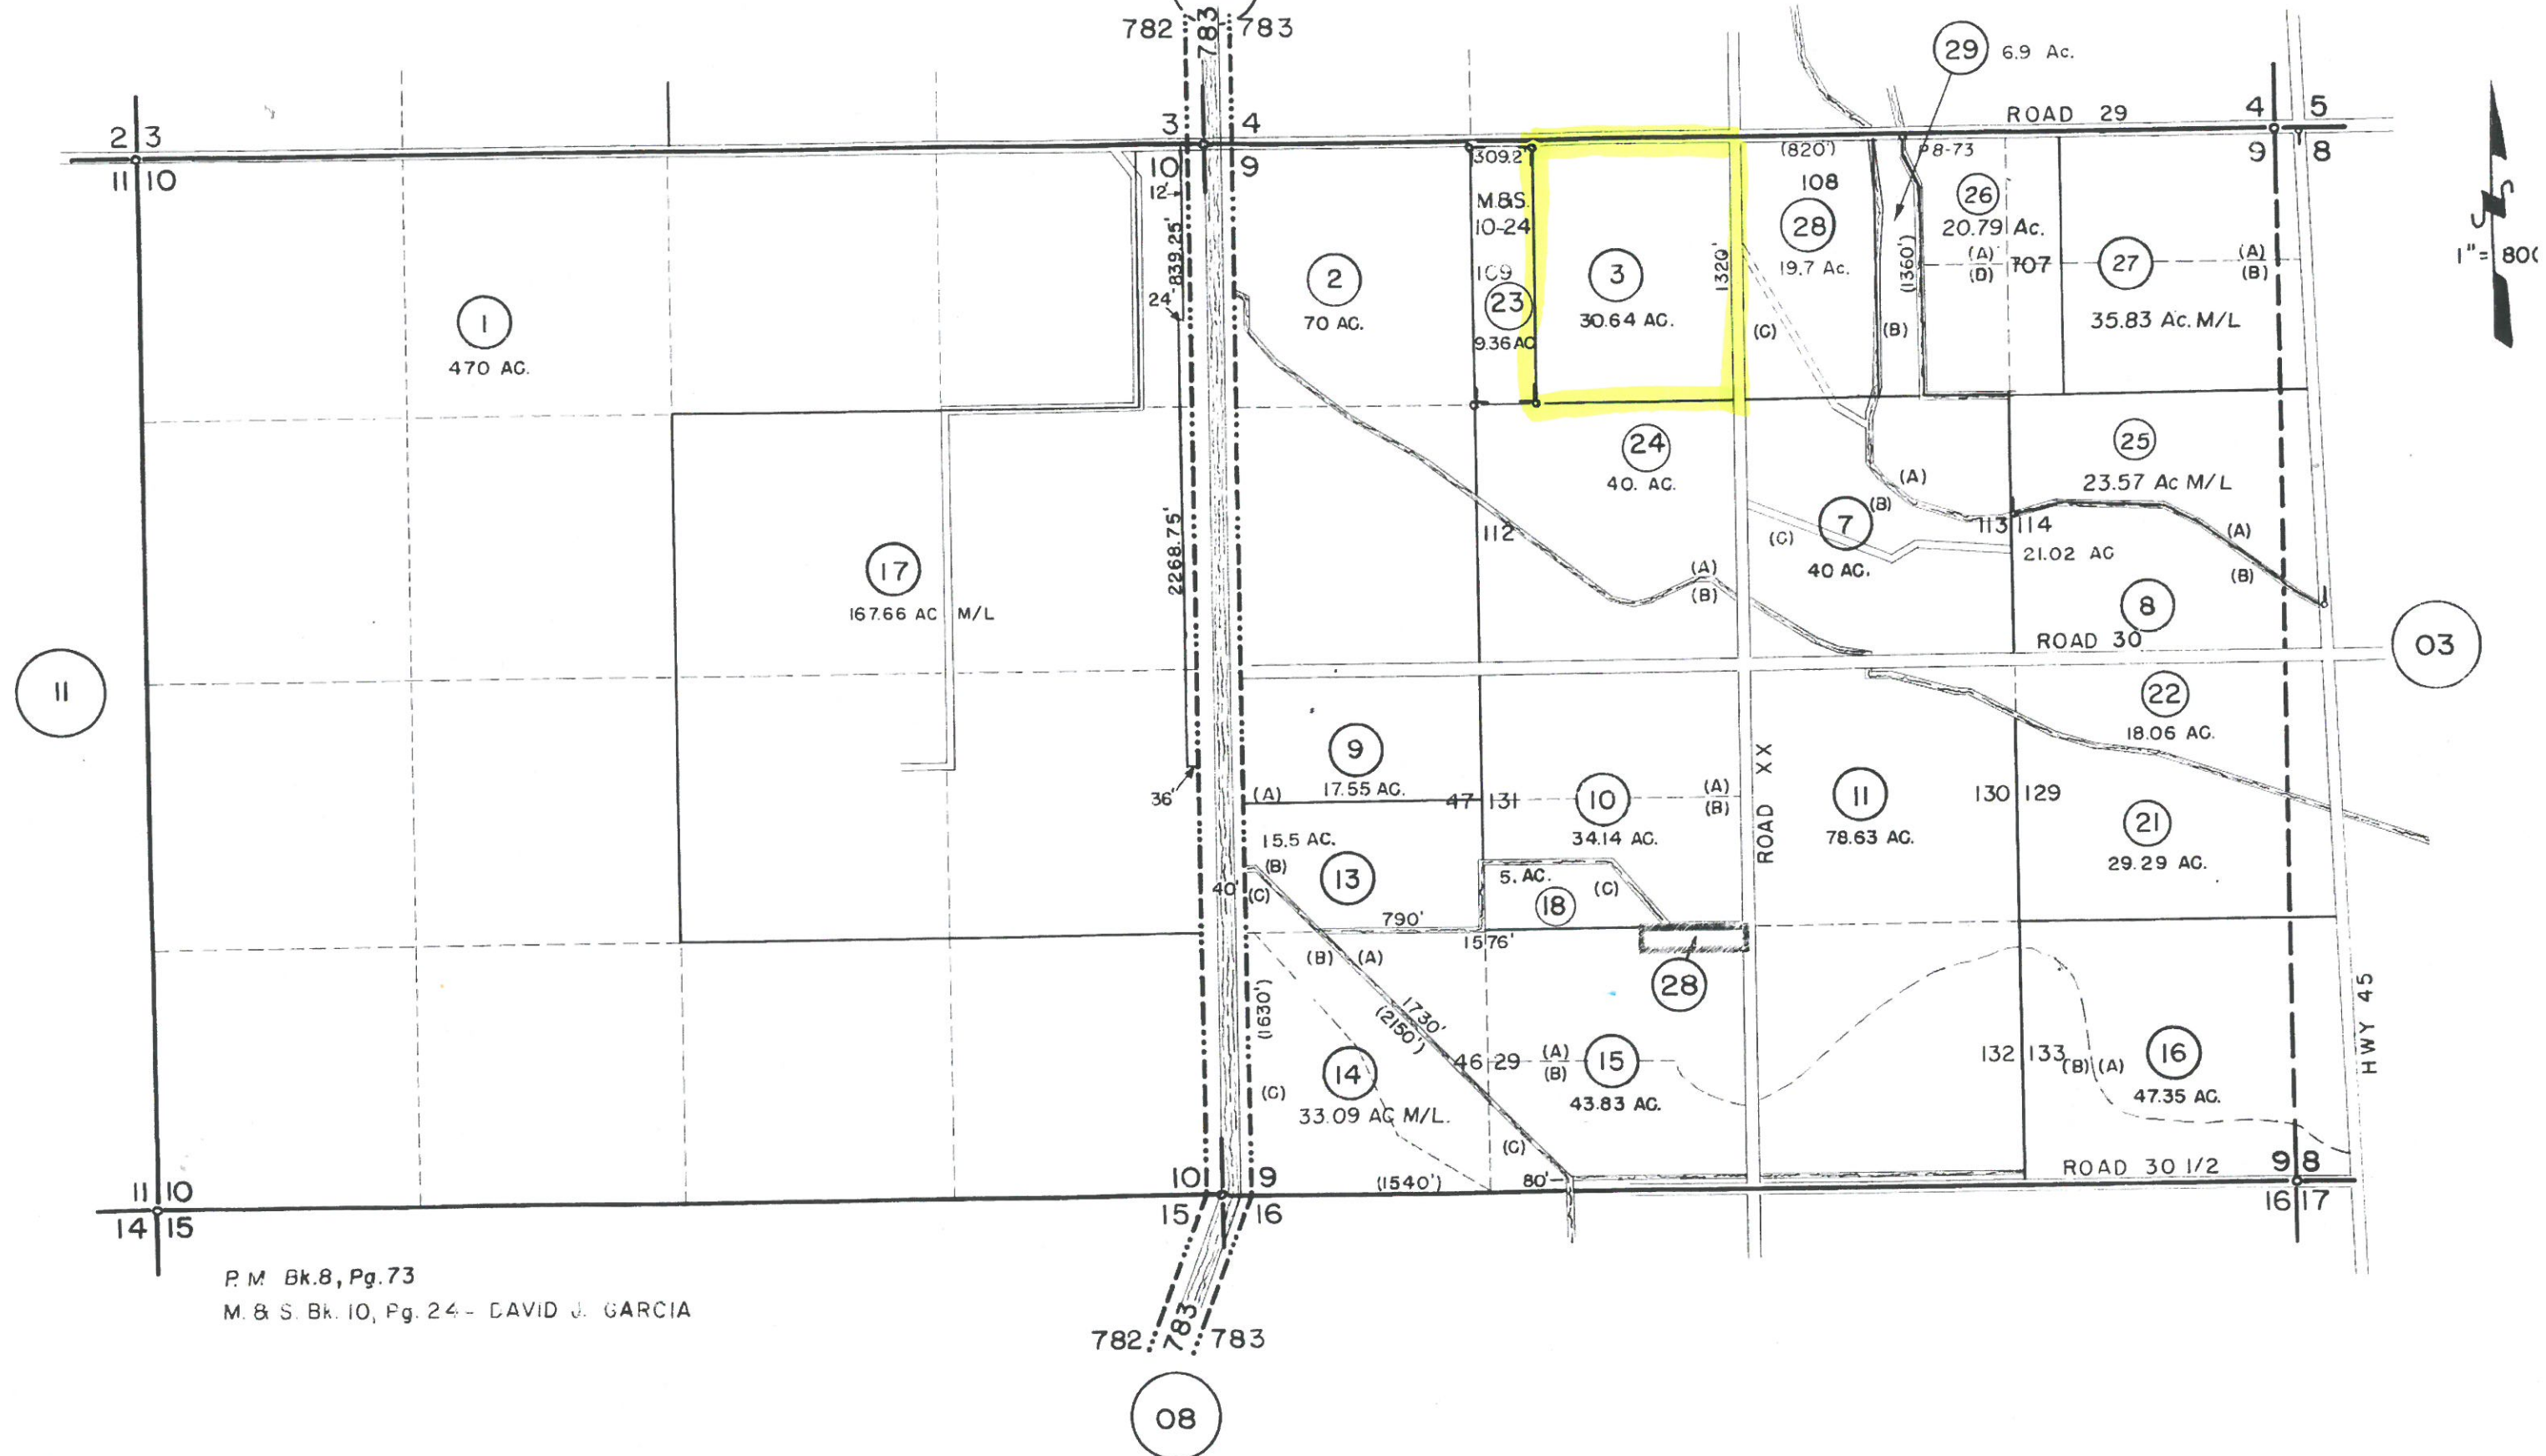 782
783
783
29
6.9 Ac.
ROAD 29
2 3
11 10
3 4
10 9
4 5
9 8
12'
839.25'
24'
2268.75'
36'
1
470 AC.
17
167.66 AC M/L
2
70 AC.
309.2'
M.&S.
10-24
109
23
9.36 AC
3
30.64 AC.
1320'
(820')
108
28
19.7 Ac.
(C)
(B)
(1360')
P8-73
26
20.79 Ac.
(A)
(D)
707
27
(A)
(B)
35.83 Ac. M/L
1"= 800
24
40. AC.
112
(A)
(B)
(A)
(B)
(C)
7
40 AC.
113 114
25
23.57 Ac M/L
(A)
(B)
21.02 AC
8
ROAD 30
11
03
9
17.55 AC.
(A)
47 131
10
34.14 AC.
(A)
(B)
ROAD XX
11
78.63 AC.
130 129
22
18.06 AC.
21
29.29 AC.
15.5 AC.
(B)
(C)
40'
13
790'
5. AC.
(C)
18
1576'
28
(B) (A)
1730'
(2150')
(1630')
(C)
14
33.09 AC M/L.
46 29
(A)
(B)
15
43.83 AC.
(C)
132 133
(B) (A)
16
47.35 AC.
HWY 45
(1540')
80'
ROAD 30 1/2
11 10
14 15
10 9
15 16
9 8
16 17
P.M. Bk.8, Pg.73
M. & S. Bk. 10, Pg. 24 - DAVID J. GARCIA
782
783
783
08